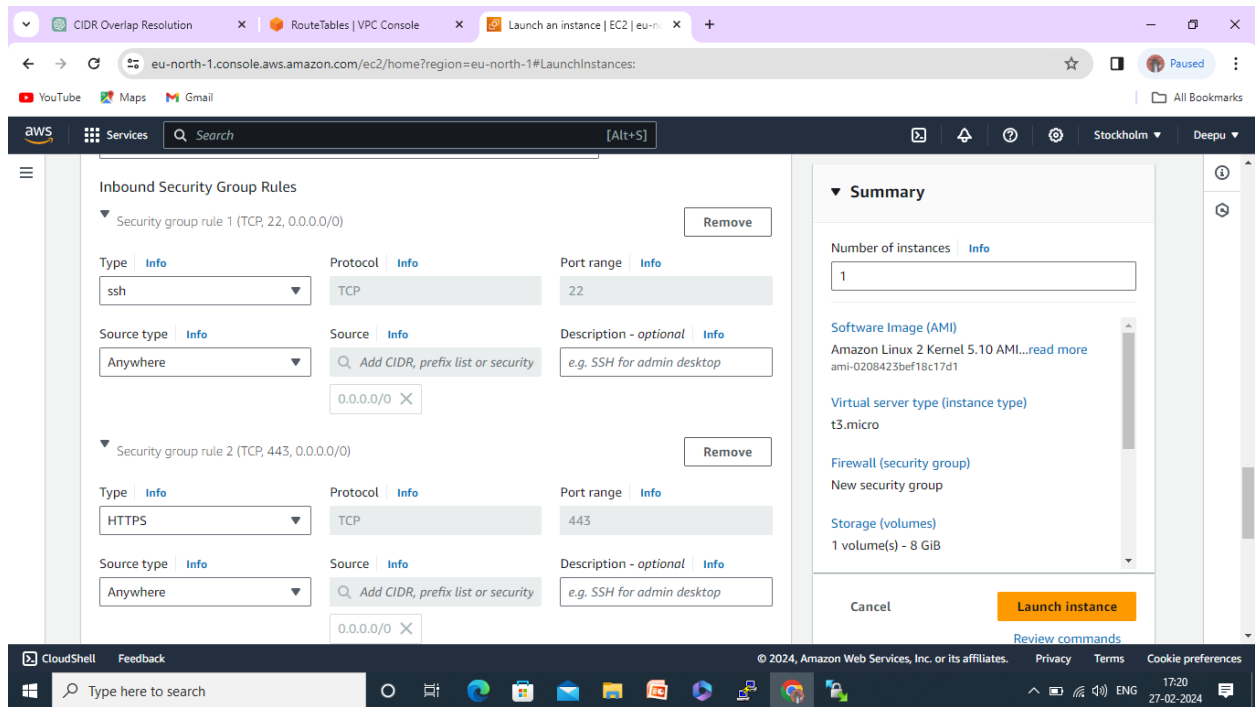 CIDR Overlap Resolution
RouteTables | VPC Console
Launch an instance | EC2 | eu-no
eu-north-1.console.aws.amazon.com/ec2/home?region=eu-north-1#LaunchInstances:
Paused
YouTube Maps Gmail
All Bookmarks
aws Services Search [Alt+S] Stockholm Deepu
Inbound Security Group Rules
Security group rule 1 (TCP, 22, 0.0.0.0/0)
Remove
Type Info Protocol Info Port range Info
ssh TCP 22
Source type Info Source Info Description - optional Info
Anywhere Add CIDR, prefix list or security e.g. SSH for admin desktop
0.0.0.0/0
Security group rule 2 (TCP, 443, 0.0.0.0/0)
Remove
Type Info Protocol Info Port range Info
HTTPS TCP 443
Source type Info Source Info Description - optional Info
Anywhere Add CIDR, prefix list or security e.g. SSH for admin desktop
0.0.0.0/0
Summary
Number of instances Info
1
Software Image (AMI)
Amazon Linux 2 Kernel 5.10 AMI...read more
ami-0208423bef18c17d1
Virtual server type (instance type)
t3.micro
Firewall (security group)
New security group
Storage (volumes)
1 volume(s) - 8 GiB
Cancel Launch instance
Review commands
CloudShell Feedback © 2024, Amazon Web Services, Inc. or its affiliates. Privacy Terms Cookie preferences
Type here to search
ENG
17:20
27-02-2024